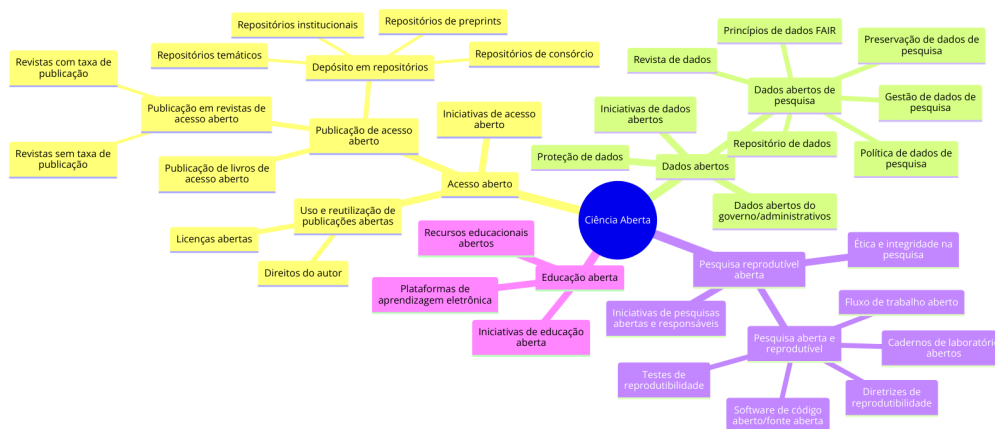 Repositórios institucionais
Repositórios de preprints
Repositórios temáticos
Repositórios de consórcio
Depósito em repositórios
Revistas com taxa de
publicação
Publicação em revistas de
acesso aberto
Revistas sem taxa de
publicação
Publicação de acesso
aberto
Iniciativas de acesso
aberto
Publicação de livros de
acesso aberto
Acesso aberto
Uso e reutilização de
publicações abertas
Licenças abertas
Direitos do autor
Princípios de dados FAIR
Revista de dados
Preservação de dados de
pesquisa
Dados abertos de
pesquisa
Gestão de dados de
pesquisa
Iniciativas de dados
abertos
Repositório de dados
Política de dados de
pesquisa
Proteção de dados
Dados abertos
Dados abertos do
governo/administrativos
Ciência Aberta
Recursos educacionais
abertos
Educação aberta
Plataformas de
aprendizagem eletrônica
Iniciativas de educação
aberta
Pesquisa reprodutível
aberta
Ética e integridade na
pesquisa
Iniciativas de pesquisas
abertas e responsáveis
Fluxo de trabalho aberto
Pesquisa aberta e
reprodutível
Cadernos de laboratório
abertos
Testes de
reprodutibilidade
Diretrizes de
reprodutibilidade
Software de código
aberto/fonte aberta